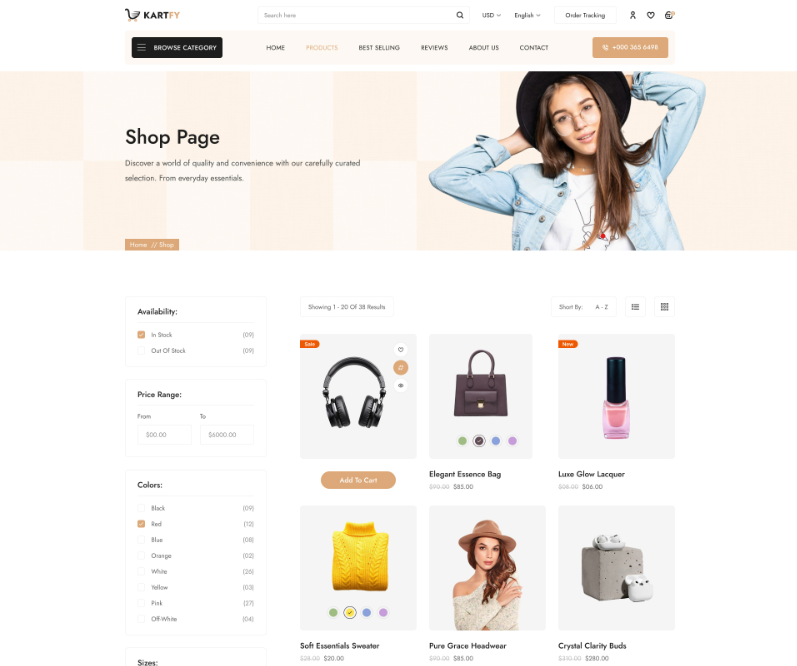 KARTFY
Search here
USD
English
Order Tracking
BROWSE CATEGORY
HOME
PRODUCTS
BEST SELLING
REVIEWS
ABOUT US
CONTACT
+000 365 6498
Shop Page
Discover a world of quality and convenience with our carefully curated
selection. From everyday essentials.
Home // Shop
Availability:
In Stock (09)
Out Of Stock (09)
Price Range:
From To
$00.00 $6000.00
Colors:
Black (09)
Red (12)
Blue (08)
Orange (02)
White (26)
Yellow (03)
Pink (27)
Off-White (04)
Sizes:
Showing 1 - 20 Of 38 Results
Short By: A - Z
Sale
New
Add To Cart
Elegant Essence Bag
$90.00 $85.00
Luxe Glow Lacquer
$06.00
Soft Essentials Sweater
$28.00 $20.00
Pure Grace Headwear
$90.00 $85.00
Crystal Clarity Buds
$310.00 $280.00